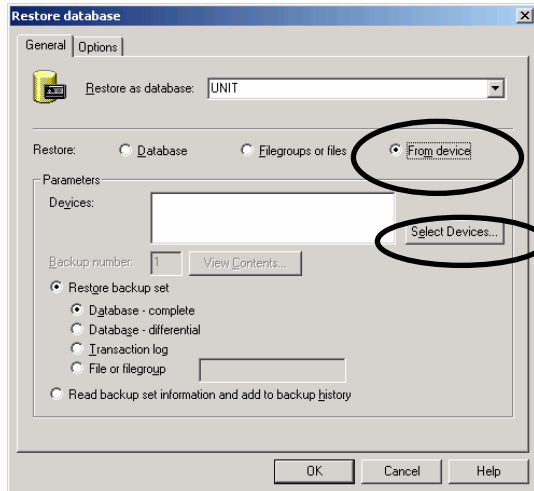 Restore database
General Options
Restore as database: UNIT
Restore: Database Filegroups or files From device
Parameters
Devices:
Select Devices...
Backup number: 1 View Contents...
Restore backup set
Database - complete
Database - differential
Transaction log
File or filegroup
Read backup set information and add to backup history
OK Cancel Help